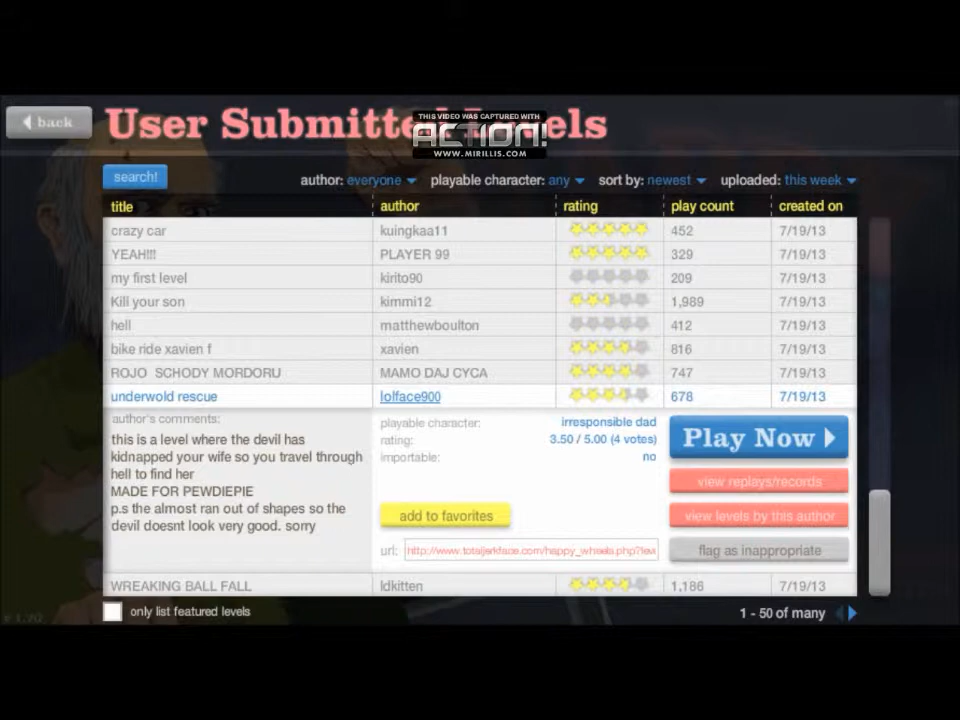 back
User Submitted Levels
THIS VIDEO WAS CAPTURED WITH
ACTION!
WWW.MIRILLIS.COM
search!
author: everyone playable character: any sort by: newest uploaded: this week
title author rating play count created on
crazy car kuingkaa11 452 7/19/13
YEAH!!! PLAYER 99 329 7/19/13
my first level kirito90 209 7/19/13
Kill your son kimmi12 1,989 7/19/13
hell matthewboulton 412 7/19/13
bike ride xavien f xavien 816 7/19/13
ROJO SCHODY MORDORU MAMO DAJ CYCA 747 7/19/13
underwold rescue lolface900 678 7/19/13
author's comments:
this is a level where the devil has
kidnapped your wife so you travel through
hell to find her
MADE FOR PEWDIEPIE
p.s the almost ran out of shapes so the
devil doesnt look very good. sorry
playable character: irresponsible dad
rating: 3.50 / 5.00 (4 votes)
importable: no
add to favorites
url: http://www.totaljerkface.com/happy_wheels.php?lev
Play Now
view replays/records
view levels by this author
flag as inappropriate
WREAKING BALL FALL ldkitten 1,186 7/19/13
only list featured levels
1 - 50 of many